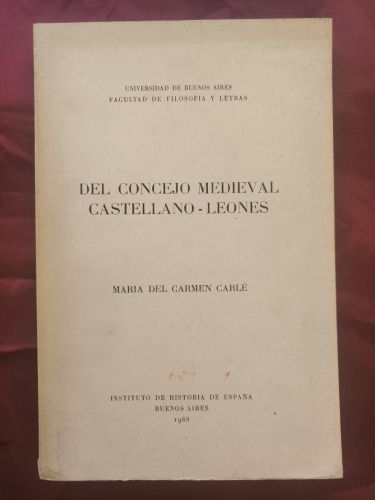 UNIVERSIDAD DE BUENOS AIRES
FACULTAD DE FILOSOFIA Y LETRAS
DEL CONCEJO MEDIEVAL
CASTELLANO - LEONES
MARIA DEL CARMEN CARLÉ
INSTITUTO DE HISTORIA DE ESPAÑA
BUENOS AIRES
1968